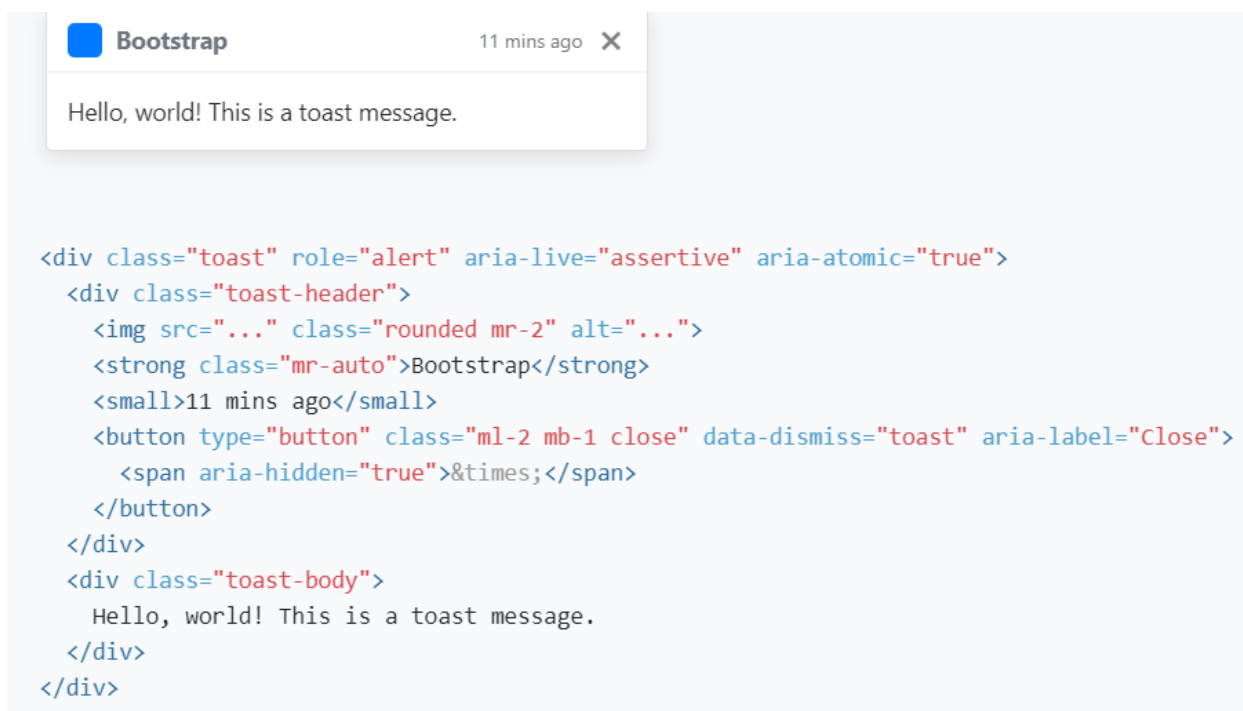 Bootstrap 11 mins ago ×
Hello, world! This is a toast message.
<div class="toast" role="alert" aria-live="assertive" aria-atomic="true">
  <div class="toast-header">
    <img src="..." class="rounded mr-2" alt="...">
    <strong class="mr-auto">Bootstrap</strong>
    <small>11 mins ago</small>
    <button type="button" class="ml-2 mb-1 close" data-dismiss="toast" aria-label="Close">
      <span aria-hidden="true">&times;</span>
    </button>
  </div>
  <div class="toast-body">
    Hello, world! This is a toast message.
  </div>
</div>